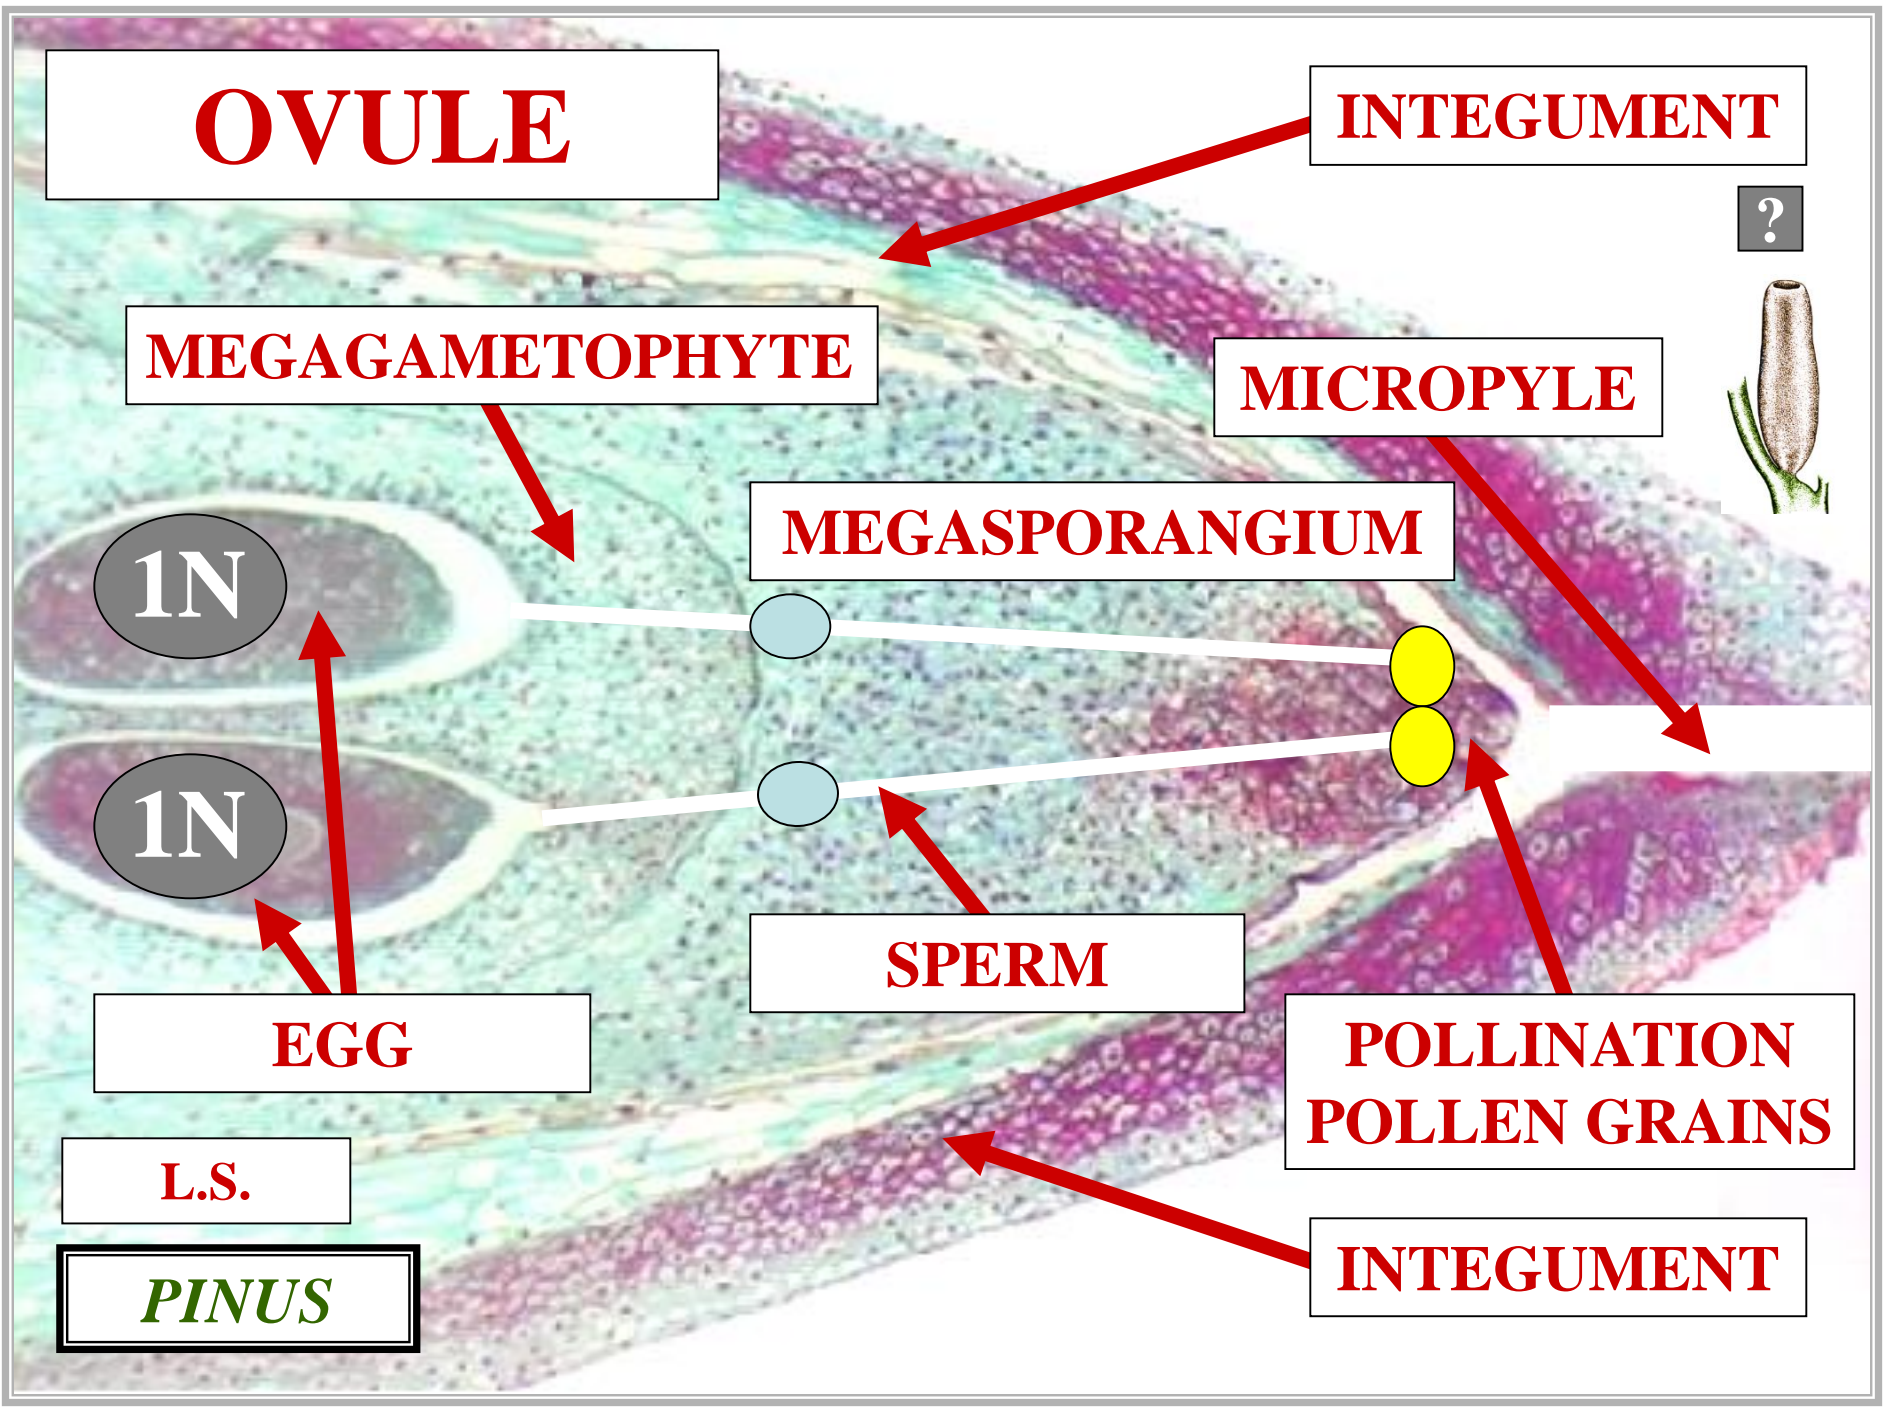 OVULE
INTEGUMENT
?
MEGAGAMETOPHYTE
MICROPYLE
MEGASPORANGIUM
1N
1N
SPERM
EGG
POLLINATION
POLLEN GRAINS
L.S.
INTEGUMENT
PINUS